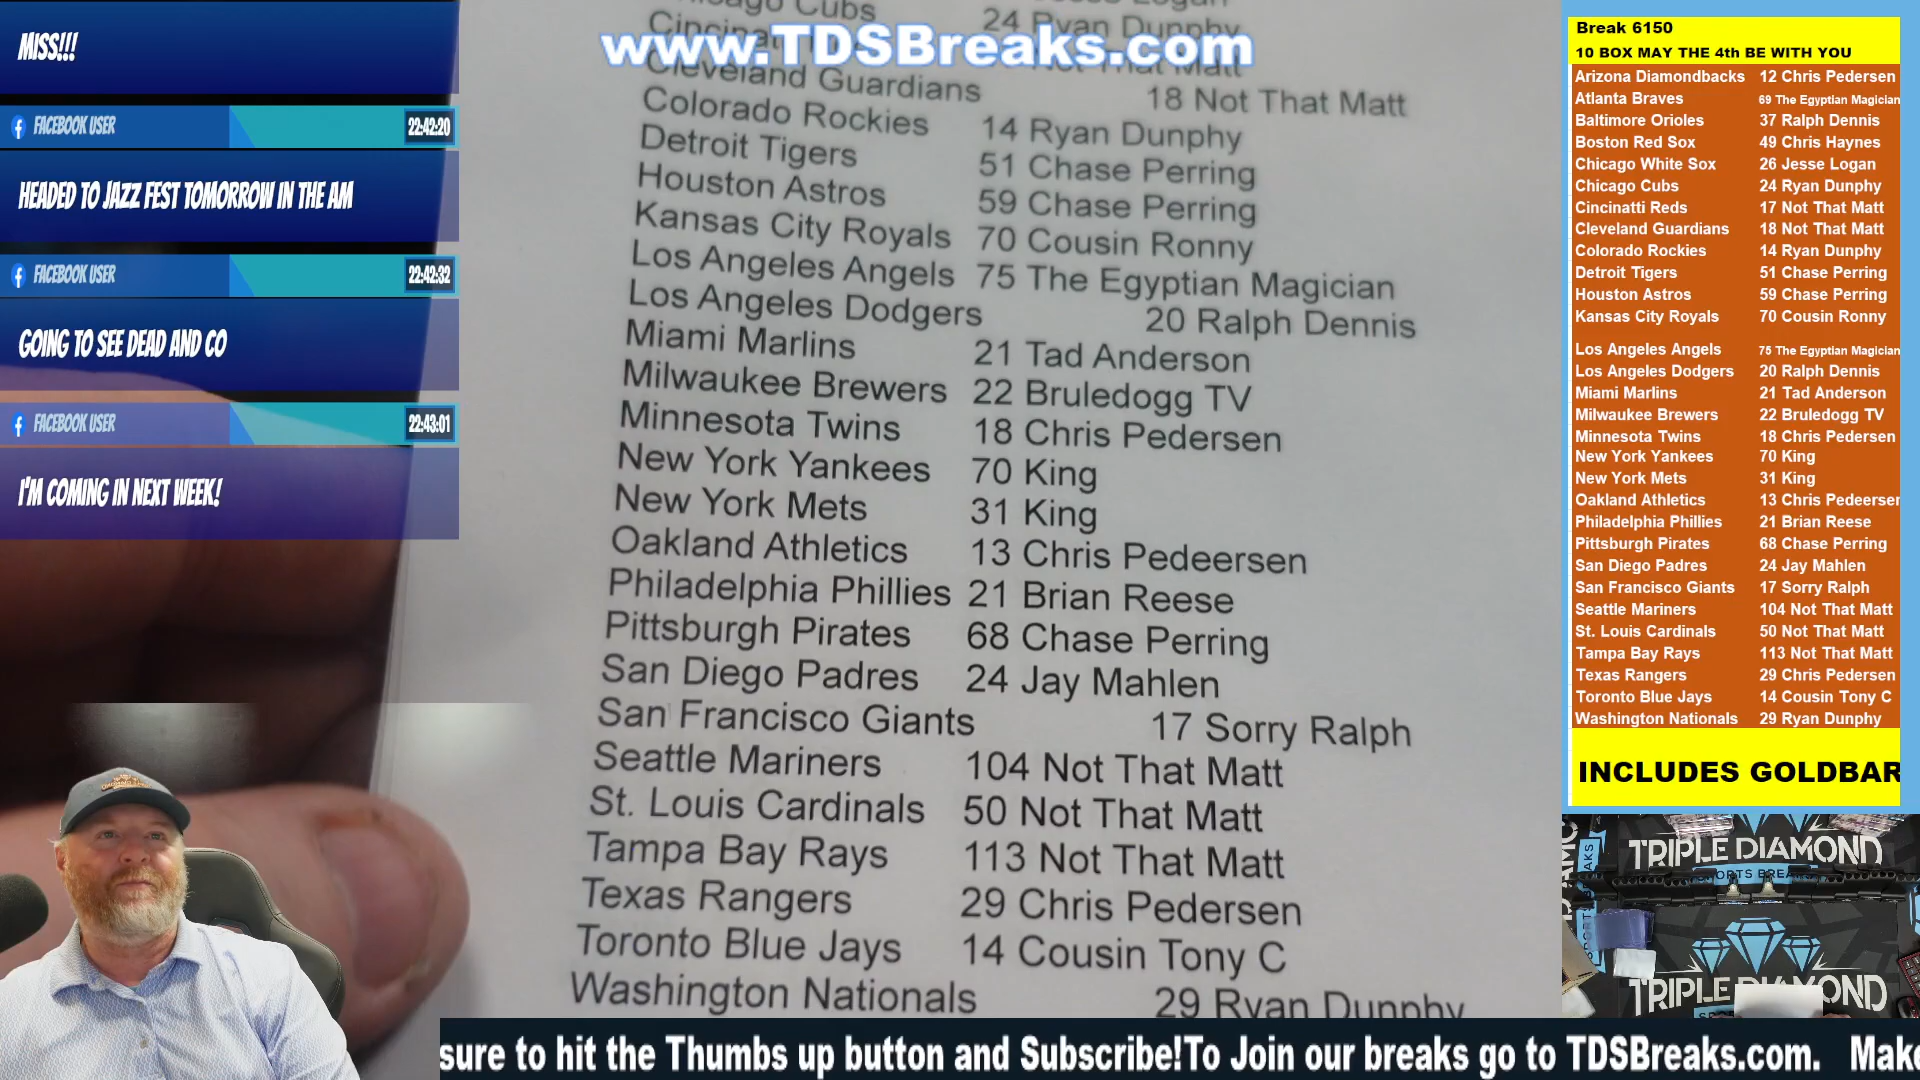 MISS!!!
FACEBOOK USER 22:42:20
HEADED TO JAZZ FEST TOMORROW IN THE AM
FACEBOOK USER 22:42:32
GOING TO SEE DEAD AND CO
FACEBOOK USER 22:43:01
I'M COMING IN NEXT WEEK!
www.TDSBreaks.com
Cubs
24 Ryan Dunphy
Not That Matt
Cleveland Guardians 18 Not That Matt
Colorado Rockies 14 Ryan Dunphy
Detroit Tigers 51 Chase Perring
Houston Astros 59 Chase Perring
Kansas City Royals 70 Cousin Ronny
Los Angeles Angels 75 The Egyptian Magician
Los Angeles Dodgers 20 Ralph Dennis
Miami Marlins 21 Tad Anderson
Milwaukee Brewers 22 Bruledogg TV
Minnesota Twins 18 Chris Pedersen
New York Yankees 70 King
New York Mets 31 King
Oakland Athletics 13 Chris Pedeersen
Philadelphia Phillies 21 Brian Reese
Pittsburgh Pirates 68 Chase Perring
San Diego Padres 24 Jay Mahlen
San Francisco Giants 17 Sorry Ralph
Seattle Mariners 104 Not That Matt
St. Louis Cardinals 50 Not That Matt
Tampa Bay Rays 113 Not That Matt
Texas Rangers 29 Chris Pedersen
Toronto Blue Jays 14 Cousin Tony C
Washington Nationals 29 Ryan Dunphy
Break 6150
10 BOX MAY THE 4th BE WITH YOU
Arizona Diamondbacks 12 Chris Pedersen
Atlanta Braves 69 The Egyptian Magician
Baltimore Orioles 37 Ralph Dennis
Boston Red Sox 49 Chris Haynes
Chicago White Sox 26 Jesse Logan
Chicago Cubs 24 Ryan Dunphy
Cincinatti Reds 17 Not That Matt
Cleveland Guardians 18 Not That Matt
Colorado Rockies 14 Ryan Dunphy
Detroit Tigers 51 Chase Perring
Houston Astros 59 Chase Perring
Kansas City Royals 70 Cousin Ronny
Los Angeles Angels 75 The Egyptian Magician
Los Angeles Dodgers 20 Ralph Dennis
Miami Marlins 21 Tad Anderson
Milwaukee Brewers 22 Bruledogg TV
Minnesota Twins 18 Chris Pedersen
New York Yankees 70 King
New York Mets 31 King
Oakland Athletics 13 Chris Pedeersen
Philadelphia Phillies 21 Brian Reese
Pittsburgh Pirates 68 Chase Perring
San Diego Padres 24 Jay Mahlen
San Francisco Giants 17 Sorry Ralph
Seattle Mariners 104 Not That Matt
St. Louis Cardinals 50 Not That Matt
Tampa Bay Rays 113 Not That Matt
Texas Rangers 29 Chris Pedersen
Toronto Blue Jays 14 Cousin Tony C
Washington Nationals 29 Ryan Dunphy
INCLUDES GOLDBAR
TRIPLE DIAMOND
SPORTS BREAKS
TRIPLE DIAMOND
sure to hit the Thumbs up button and Subscribe!To Join our breaks go to TDSBreaks.com. Make